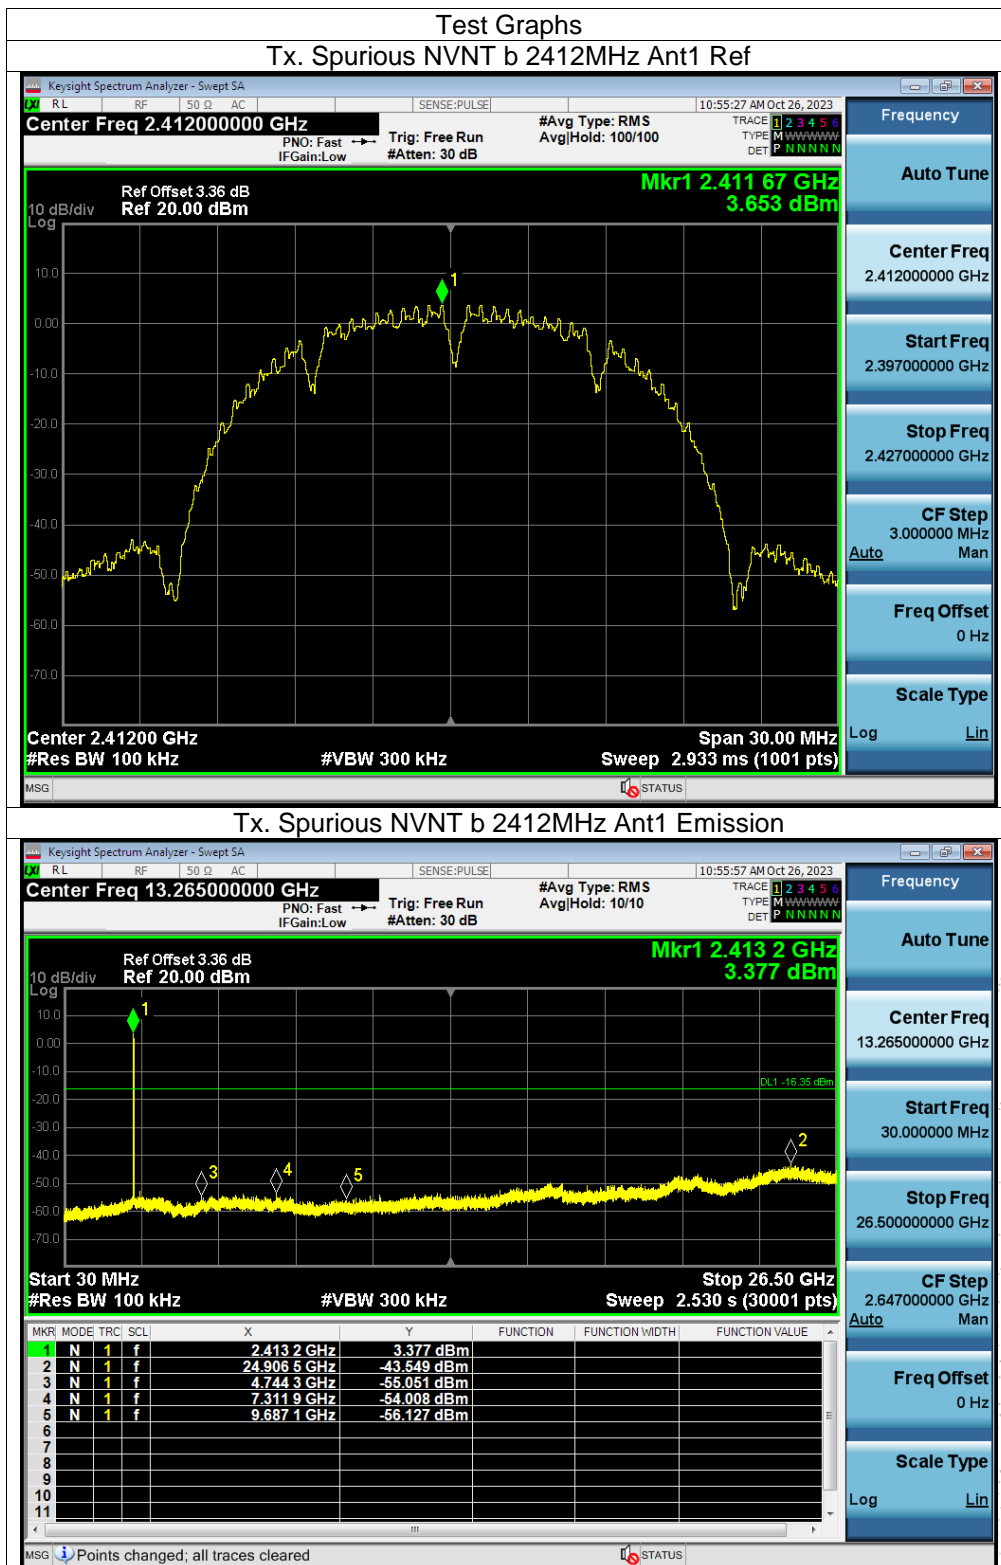 Test Graphs
Tx. Spurious NVNT b 2412MHz Ant1 Ref
Keysight Spectrum Analyzer - Swept SA
LXI RL RF 50 Ω AC SENSE:PULSE 10:55:27 AM Oct 26, 2023
Center Freq 2.412000000 GHz #Avg Type: RMS TRACE 1 2 3 4 5 6
PNO: Fast Trig: Free Run Avg|Hold: 100/100 TYPE M WWWWW
IFGain:Low #Atten: 30 dB DET P N N N N N
Mkr1 2.411 67 GHz
Ref Offset 3.36 dB
10 dB/div Ref 20.00 dBm 3.653 dBm
Log
10.0
1
0.00
-10.0
-20.0
-30.0
-40.0
-50.0
-60.0
-70.0
Center 2.41200 GHz Span 30.00 MHz
#Res BW 100 kHz #VBW 300 kHz Sweep 2.933 ms (1001 pts)
MSG STATUS
Frequency
Auto Tune
Center Freq
2.412000000 GHz
Start Freq
2.397000000 GHz
Stop Freq
2.427000000 GHz
CF Step
3.000000 MHz
Auto Man
Freq Offset
0 Hz
Scale Type
Log Lin
Tx. Spurious NVNT b 2412MHz Ant1 Emission
Keysight Spectrum Analyzer - Swept SA
LXI RL RF 50 Ω AC SENSE:PULSE 10:55:57 AM Oct 26, 2023
Center Freq 13.265000000 GHz #Avg Type: RMS TRACE 1 2 3 4 5 6
PNO: Fast Trig: Free Run Avg|Hold: 10/10 TYPE M WWWWW
IFGain:Low #Atten: 30 dB DET P N N N N N
Mkr1 2.413 2 GHz
Ref Offset 3.36 dB
10 dB/div Ref 20.00 dBm 3.377 dBm
Log
10.0
1
0.00
-10.0
DL1 -16.35 dBm
-20.0
-30.0
-40.0
2
3 4 5
-50.0
-60.0
-70.0
Start 30 MHz Stop 26.50 GHz
#Res BW 100 kHz #VBW 300 kHz Sweep 2.530 s (30001 pts)
MKR MODE TRC SCL X Y FUNCTION FUNCTION WIDTH FUNCTION VALUE
1 N 1 f 2.413 2 GHz 3.377 dBm
2 N 1 f 24.906 5 GHz -43.549 dBm
3 N 1 f 4.744 3 GHz -55.051 dBm
4 N 1 f 7.311 9 GHz -54.008 dBm
5 N 1 f 9.687 1 GHz -56.127 dBm
6
7
8
9
10
11
MSG Points changed; all traces cleared STATUS
Frequency
Auto Tune
Center Freq
13.265000000 GHz
Start Freq
30.000000 MHz
Stop Freq
26.500000000 GHz
CF Step
2.647000000 GHz
Auto Man
Freq Offset
0 Hz
Scale Type
Log Lin